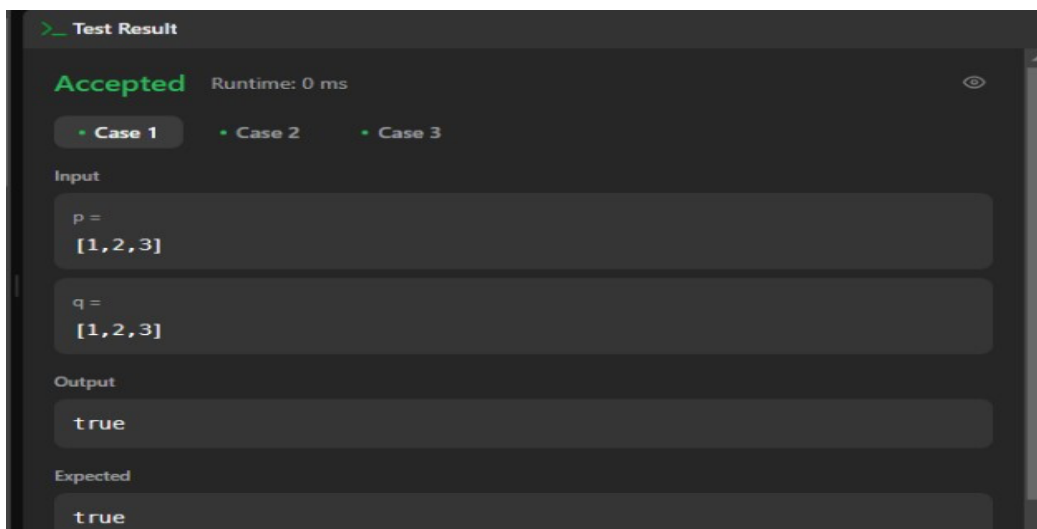 >_ Test Result
Accepted Runtime: 0 ms
• Case 1 • Case 2 • Case 3
Input
p =
[1,2,3]
q =
[1,2,3]
Output
true
Expected
true